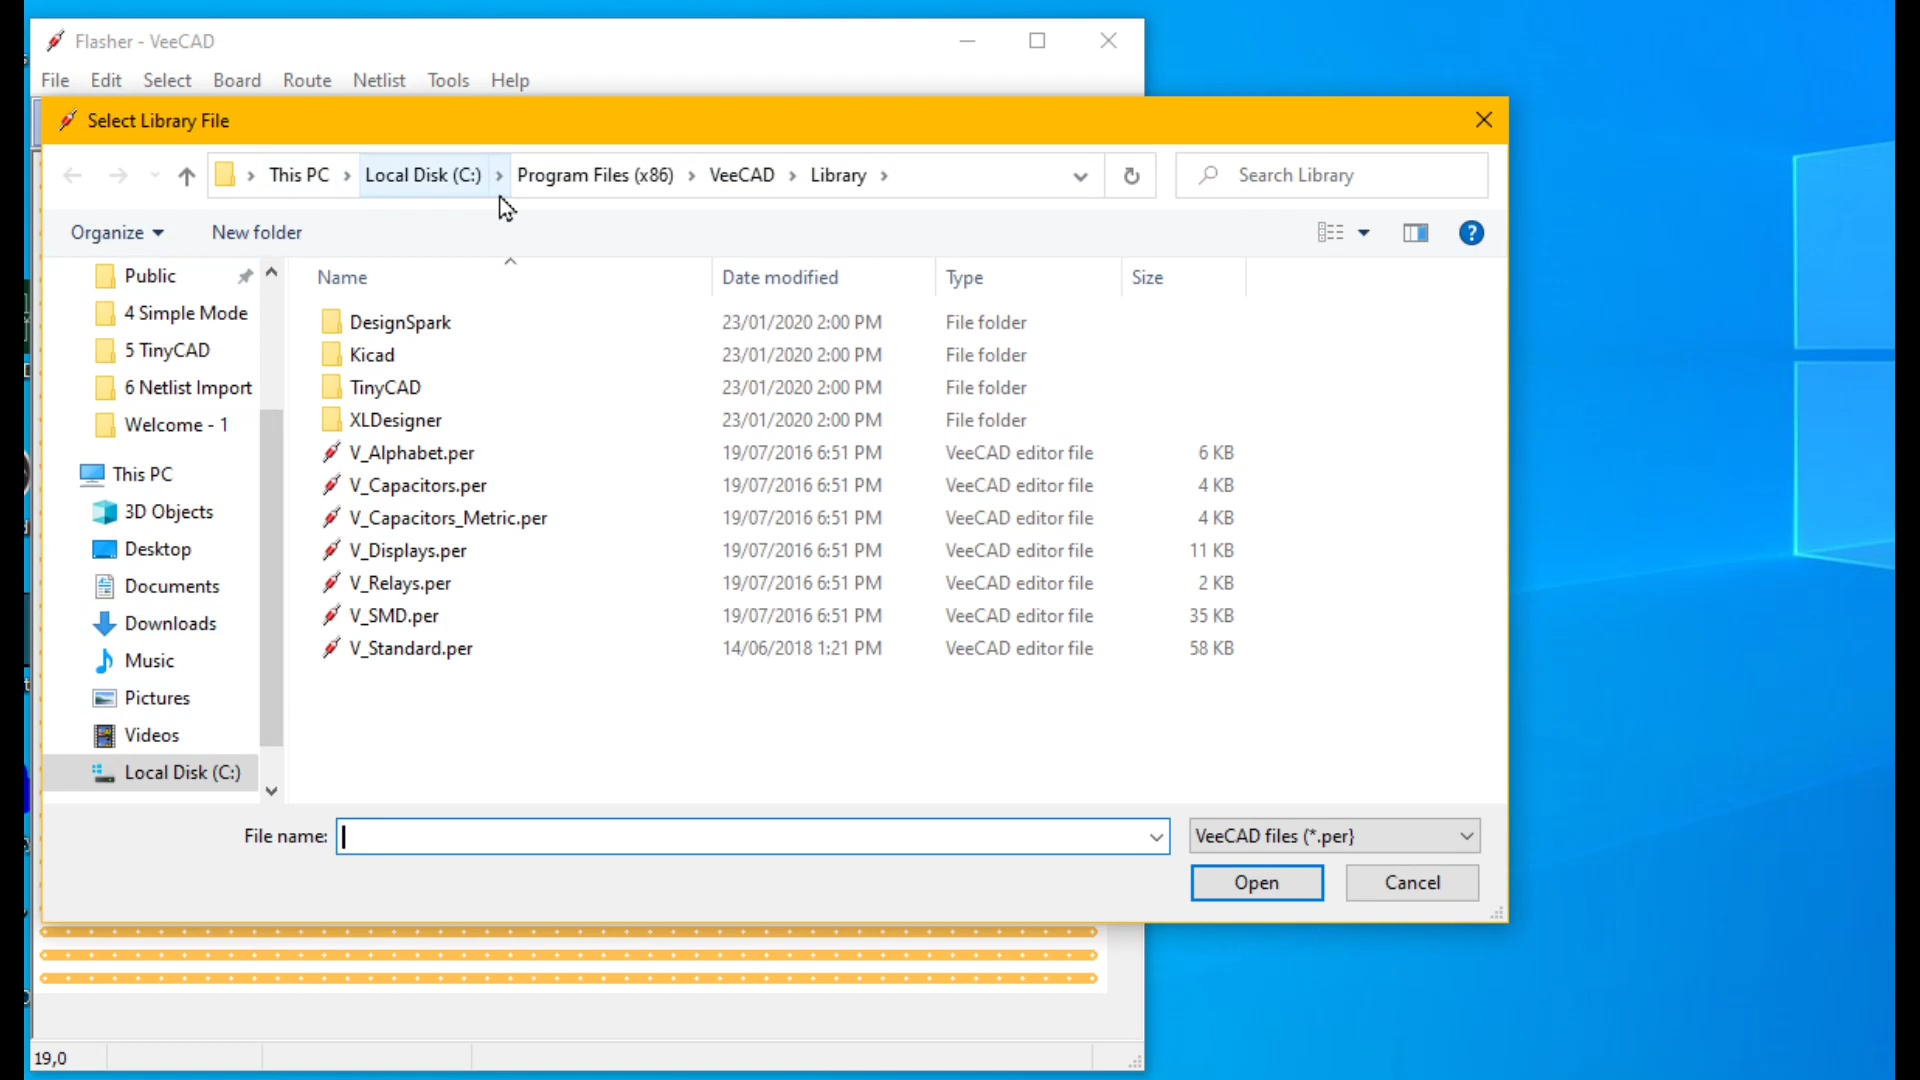 Flasher - VeeCAD
File Edit Select Board Route Netlist Tools Help
Select Library File
This PC Local Disk (C:) Program Files (x86) VeeCAD Library
Search Library
Organize New folder
?
Name Date modified Type Size
Public
4 Simple Mode
5 TinyCAD
6 Netlist Import
Welcome - 1
This PC
3D Objects
Desktop
Documents
Downloads
Music
Pictures
Videos
Local Disk (C:)
DesignSpark 23/01/2020 2:00 PM File folder
Kicad 23/01/2020 2:00 PM File folder
TinyCAD 23/01/2020 2:00 PM File folder
XLDesigner 23/01/2020 2:00 PM File folder
V_Alphabet.per 19/07/2016 6:51 PM VeeCAD editor file 6 KB
V_Capacitors.per 19/07/2016 6:51 PM VeeCAD editor file 4 KB
V_Capacitors_Metric.per 19/07/2016 6:51 PM VeeCAD editor file 4 KB
V_Displays.per 19/07/2016 6:51 PM VeeCAD editor file 11 KB
V_Relays.per 19/07/2016 6:51 PM VeeCAD editor file 2 KB
V_SMD.per 19/07/2016 6:51 PM VeeCAD editor file 35 KB
V_Standard.per 14/06/2018 1:21 PM VeeCAD editor file 58 KB
File name: VeeCAD files (*.per}
Open Cancel
19,0